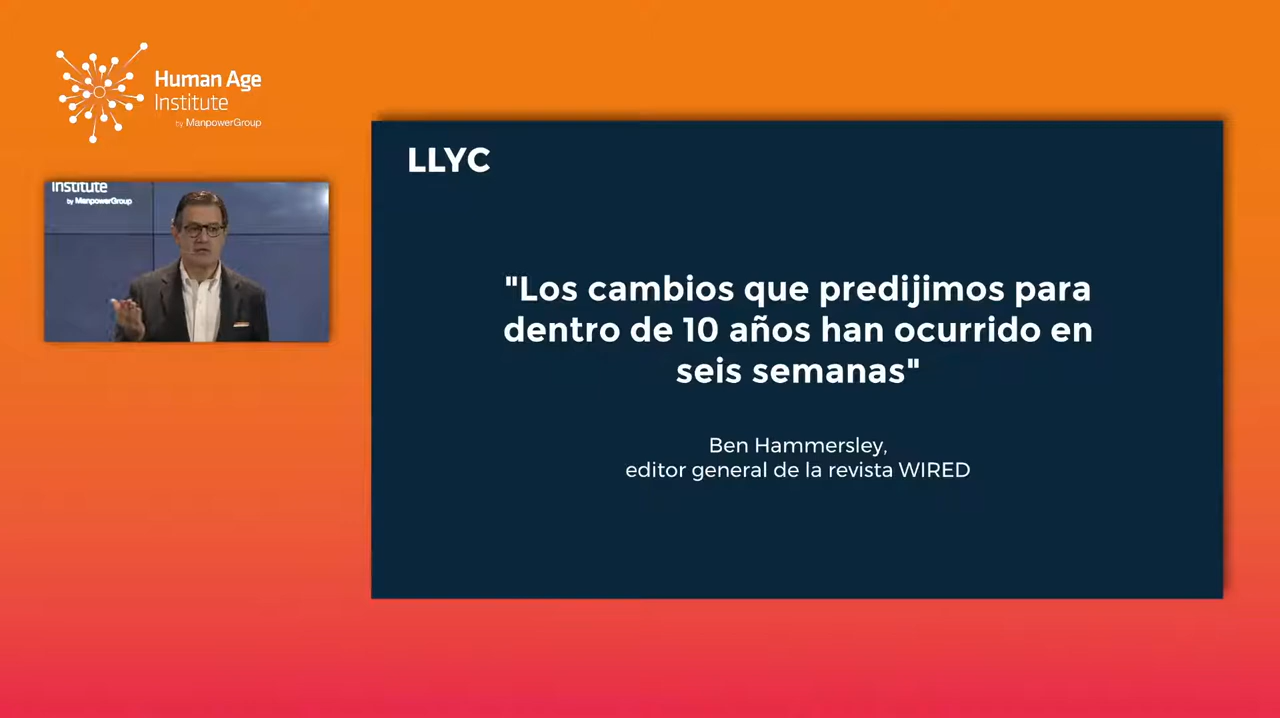 Human Age
Institute
by ManpowerGroup
Institute
by ManpowerGroup
LLYC
"Los cambios que predijimos para
dentro de 10 años han ocurrido en
seis semanas"
Ben Hammersley,
editor general de la revista WIRED